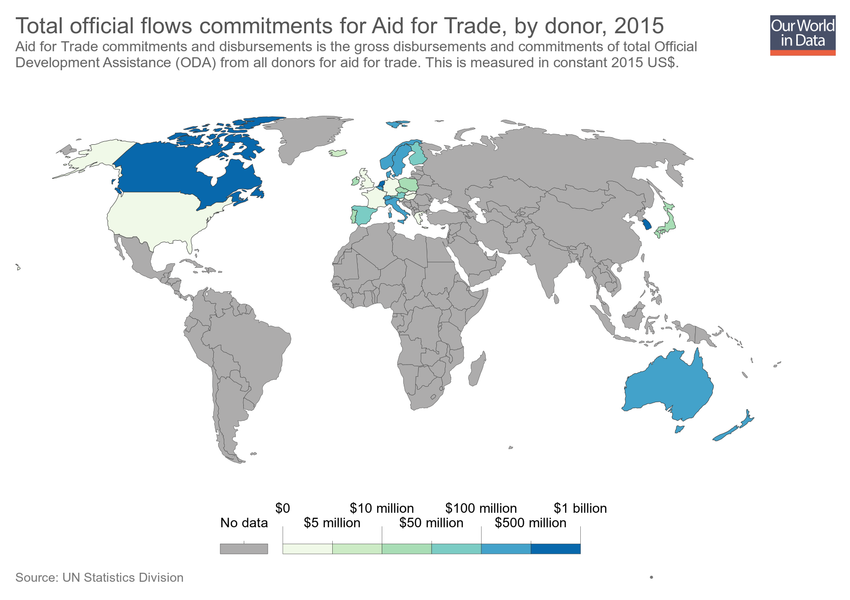 Total official flows commitments for Aid for Trade, by donor, 2015
Our World
in Data
Aid for Trade commitments and disbursements is the gross disbursements and commitments of total Official
Development Assistance (ODA) from all donors for aid for trade. This is measured in constant 2015 US$.
$0 $10 million $100 million $1 billion
No data $5 million $50 million $500 million
Source: UN Statistics Division